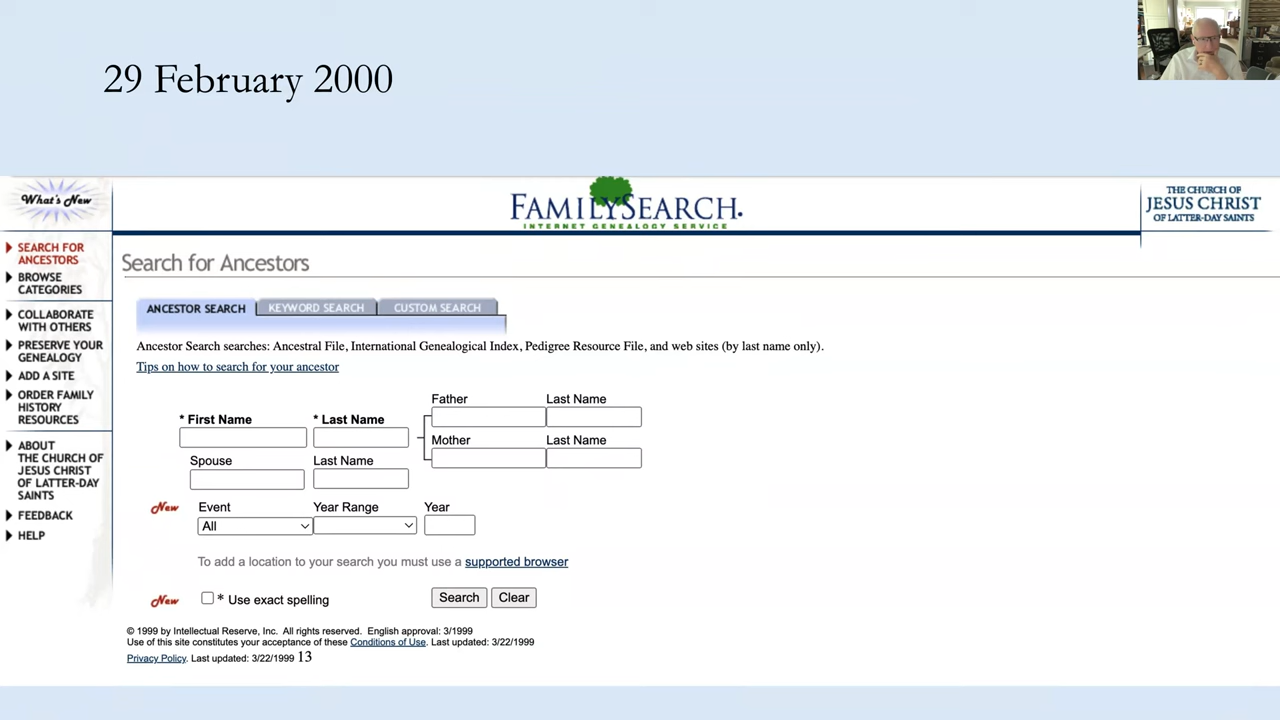 29 February 2000
What's New
FAMILYSEARCH.
INTERNET GENEALOGY SERVICE
THE CHURCH OF
JESUS CHRIST
OF LATTER-DAY SAINTS
SEARCH FOR
ANCESTORS
BROWSE
CATEGORIES
COLLABORATE
WITH OTHERS
PRESERVE YOUR
GENEALOGY
ADD A SITE
ORDER FAMILY
HISTORY
RESOURCES
ABOUT
THE CHURCH OF
JESUS CHRIST
OF LATTER-DAY
SAINTS
FEEDBACK
HELP
Search for Ancestors
ANCESTOR SEARCH KEYWORD SEARCH CUSTOM SEARCH
Ancestor Search searches: Ancestral File, International Genealogical Index, Pedigree Resource File, and web sites (by last name only).
Tips on how to search for your ancestor
Father Last Name
* First Name * Last Name
Mother Last Name
Spouse Last Name
New Event Year Range Year
All
To add a location to your search you must use a supported browser
New * Use exact spelling Search Clear
© 1999 by Intellectual Reserve, Inc. All rights reserved. English approval: 3/1999
Use of this site constitutes your acceptance of these Conditions of Use. Last updated: 3/22/1999
Privacy Policy. Last updated: 3/22/1999 13